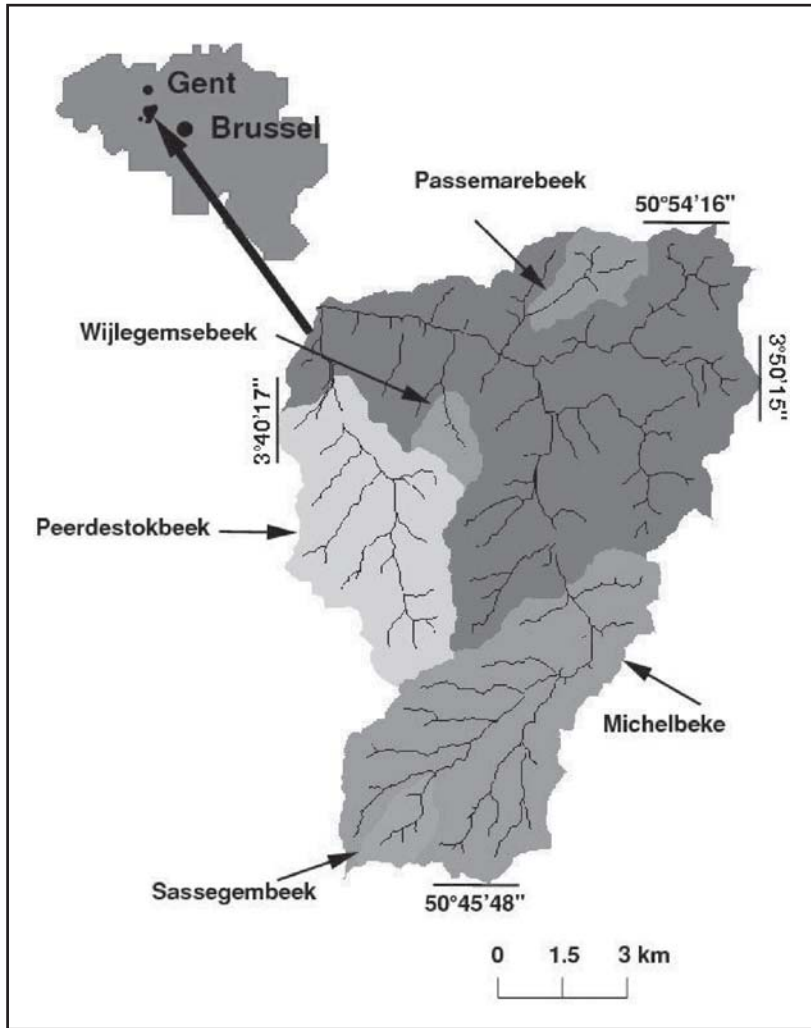 Gent
Brussel
Passemarebeek
50°54'16"
Wijlegemsebeek
3°40'17"
3°50'15"
Peerdestokbeek
Michelbeke
Sassegembeek
50°45'48"
0 1.5 3 km